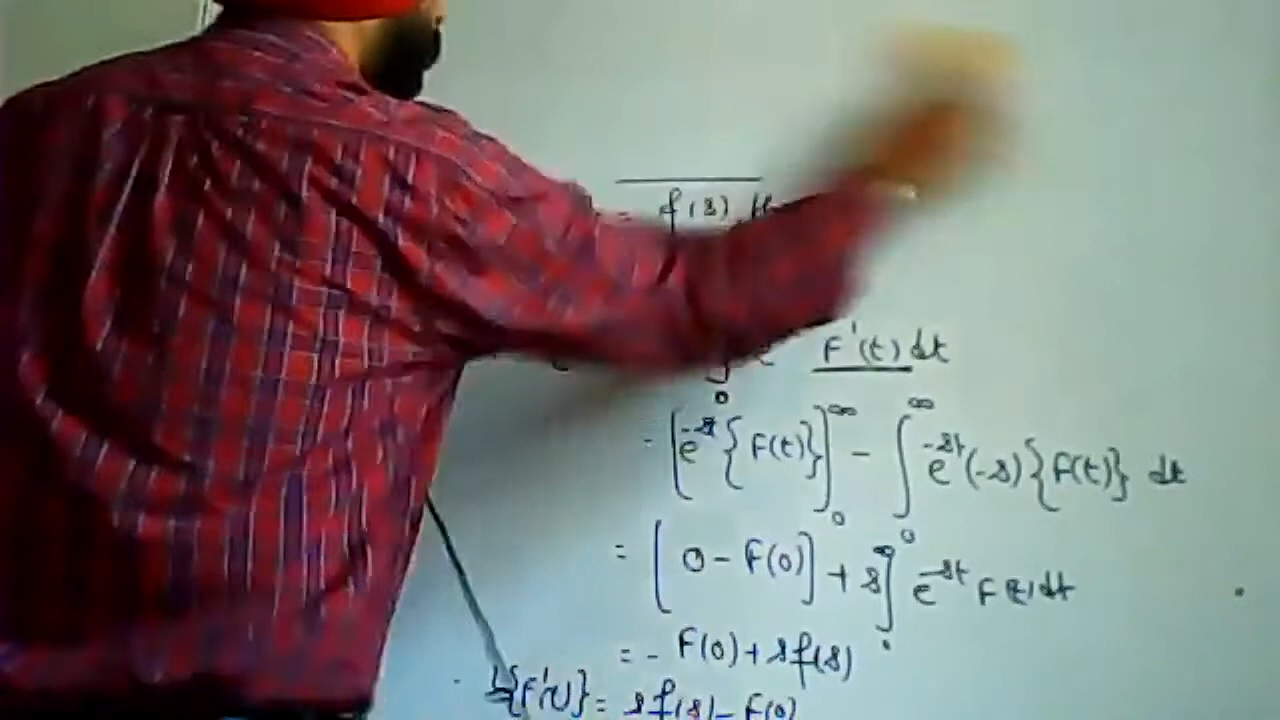 = f(s)
0 F'(t) dt
= [e^-st {F(t)}]_0^∞ - ∫_0^∞ e^-st (-s) {F(t)} dt
= [0 - F(0)] + s ∫_0^∞ e^-st F(t) dt
= - F(0) + s f(s)
L{F'(t)} = s f(s) - F(0)